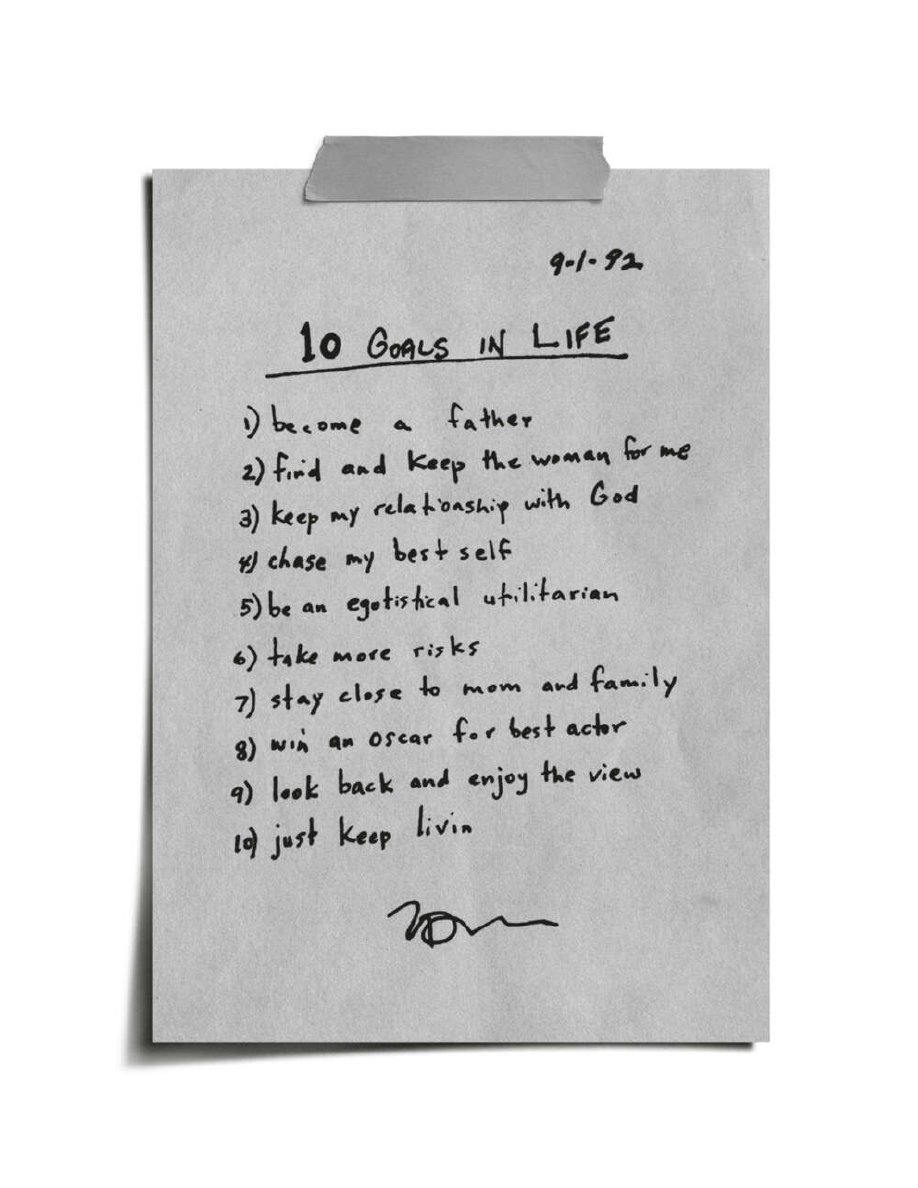 9-1-92
10 GOALS IN LIFE
1) become a father
2) find and keep the woman for me
3) keep my relationship with God
4) chase my best self
5) be an egotistical utilitarian
6) take more risks
7) stay close to mom and family
8) win an oscar for best actor
9) look back and enjoy the view
10) just keep livin